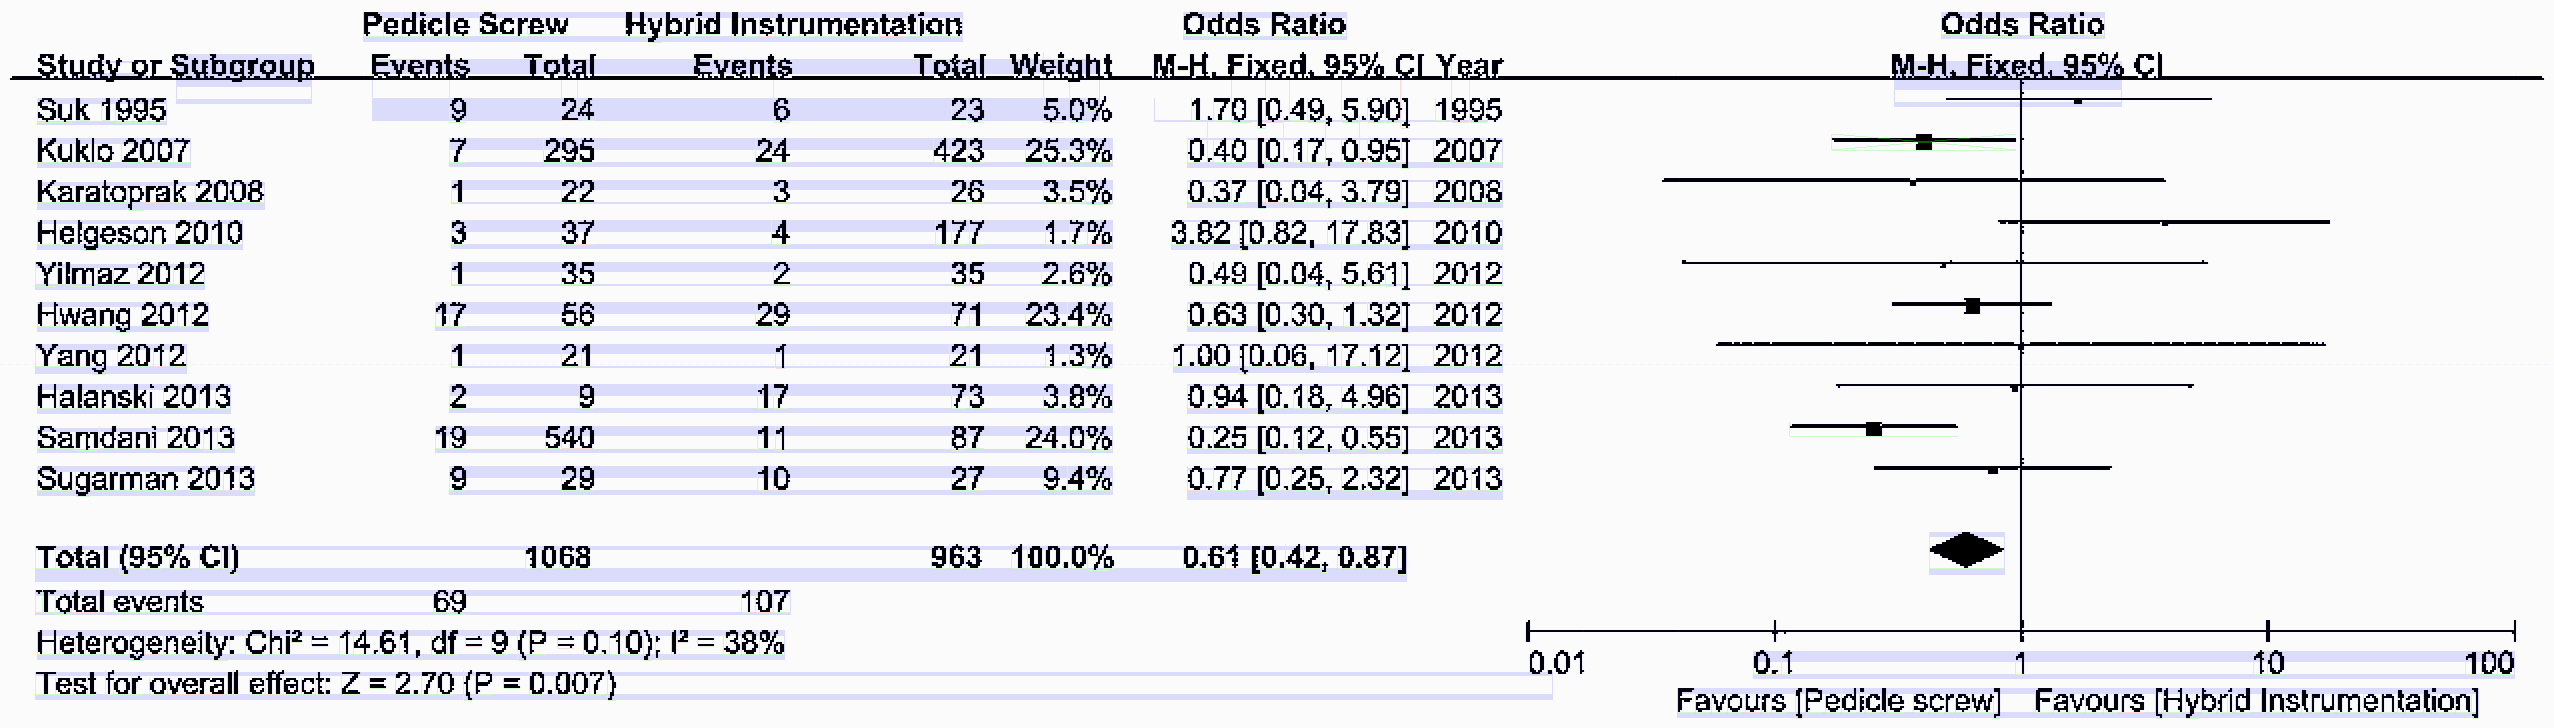 Pedicle Screw Hybrid Instrumentation Odds Ratio Odds Ratio
Study or Subgroup Events Total Events Total Weight M-H, Fixed, 95% CI Year M-H, Fixed, 95% CI
Suk 1995 9 24 6 23 5.0% 1.70 [0.49, 5.90] 1995
Kuklo 2007 7 295 24 423 25.3% 0.40 [0.17, 0.95] 2007
Karatoprak 2008 1 22 3 26 3.5% 0.37 [0.04, 3.79] 2008
Helgeson 2010 3 37 4 177 1.7% 3.82 [0.82, 17.83] 2010
Yilmaz 2012 1 35 2 35 2.6% 0.49 [0.04, 5.61] 2012
Hwang 2012 17 56 29 71 23.4% 0.63 [0.30, 1.32] 2012
Yang 2012 1 21 1 21 1.3% 1.00 [0.06, 17.12] 2012
Halanski 2013 2 9 17 73 3.8% 0.94 [0.18, 4.96] 2013
Samdani 2013 19 540 11 87 24.0% 0.25 [0.12, 0.55] 2013
Sugarman 2013 9 29 10 27 9.4% 0.77 [0.25, 2.32] 2013
Total (95% CI) 1068 963 100.0% 0.61 [0.42, 0.87]
Total events 69 107
Heterogeneity: Chi² = 14.61, df = 9 (P = 0.10); I² = 38%
Test for overall effect: Z = 2.70 (P = 0.007)
0.01 0.1 1 10 100
Favours [Pedicle screw] Favours [Hybrid Instrumentation]